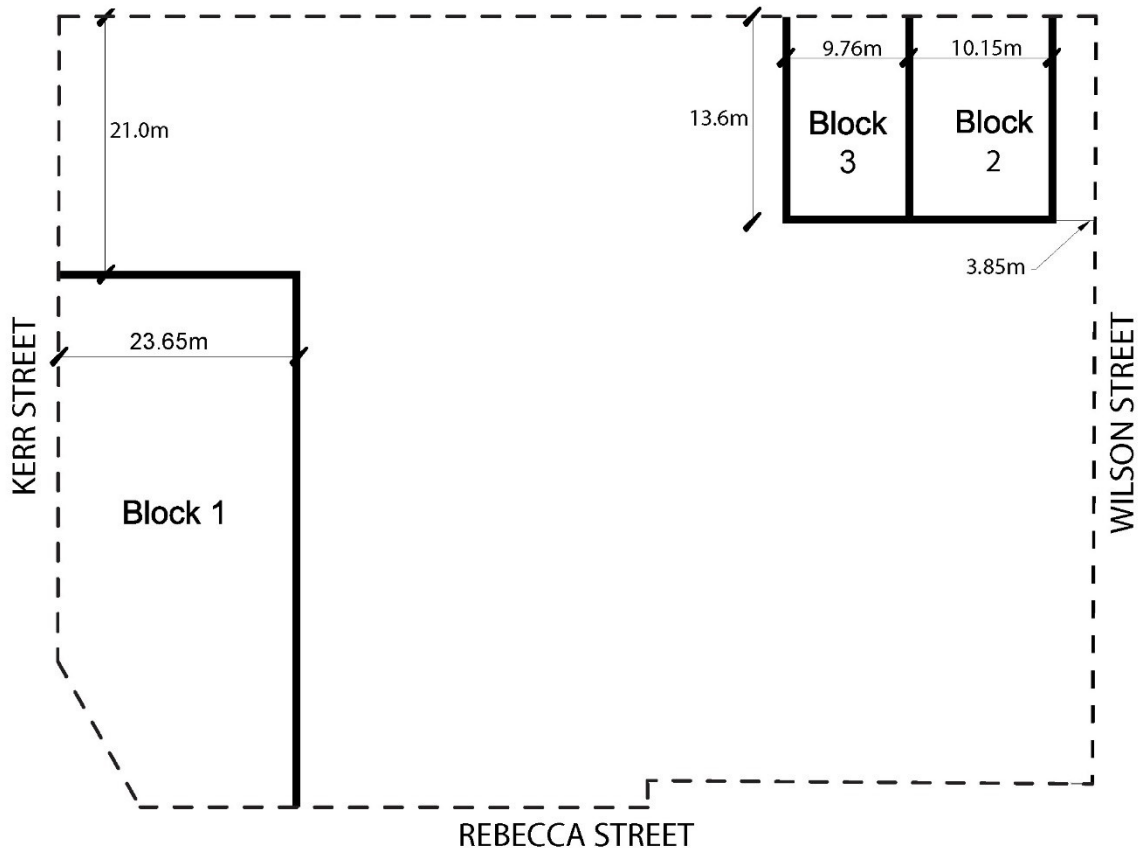 9.76m
10.15m
21.0m
13.6m
Block
3
Block
2
3.85m
23.65m
KERR STREET
WILSON STREET
Block 1
REBECCA STREET